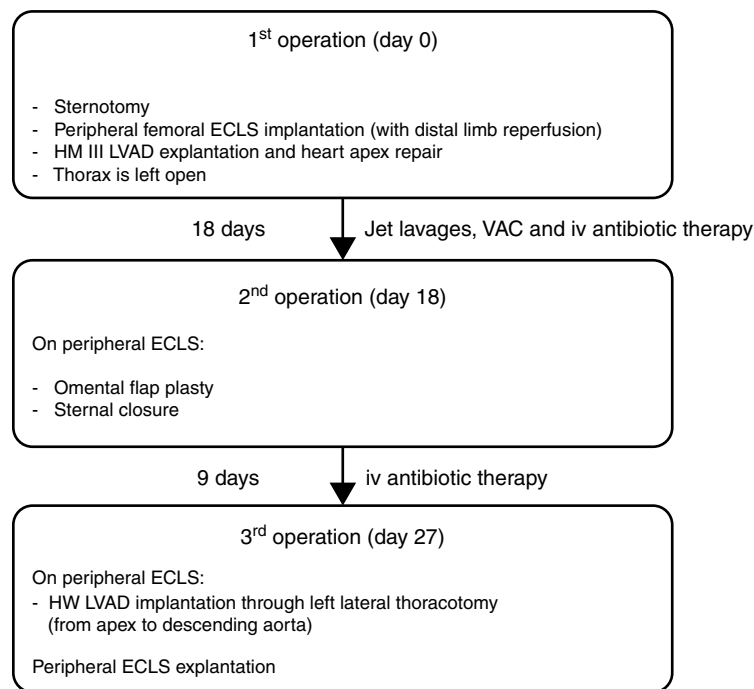 1st operation (day 0)
- Sternotomy
- Peripheral femoral ECLS implantation (with distal limb reperfusion)
- HM III LVAD explantation and heart apex repair
- Thorax is left open
18 days Jet lavages, VAC and iv antibiotic therapy
2nd operation (day 18)
On peripheral ECLS:
- Omental flap plasty
- Sternal closure
9 days iv antibiotic therapy
3rd operation (day 27)
On peripheral ECLS:
- HW LVAD implantation through left lateral thoracotomy
(from apex to descending aorta)
Peripheral ECLS explantation